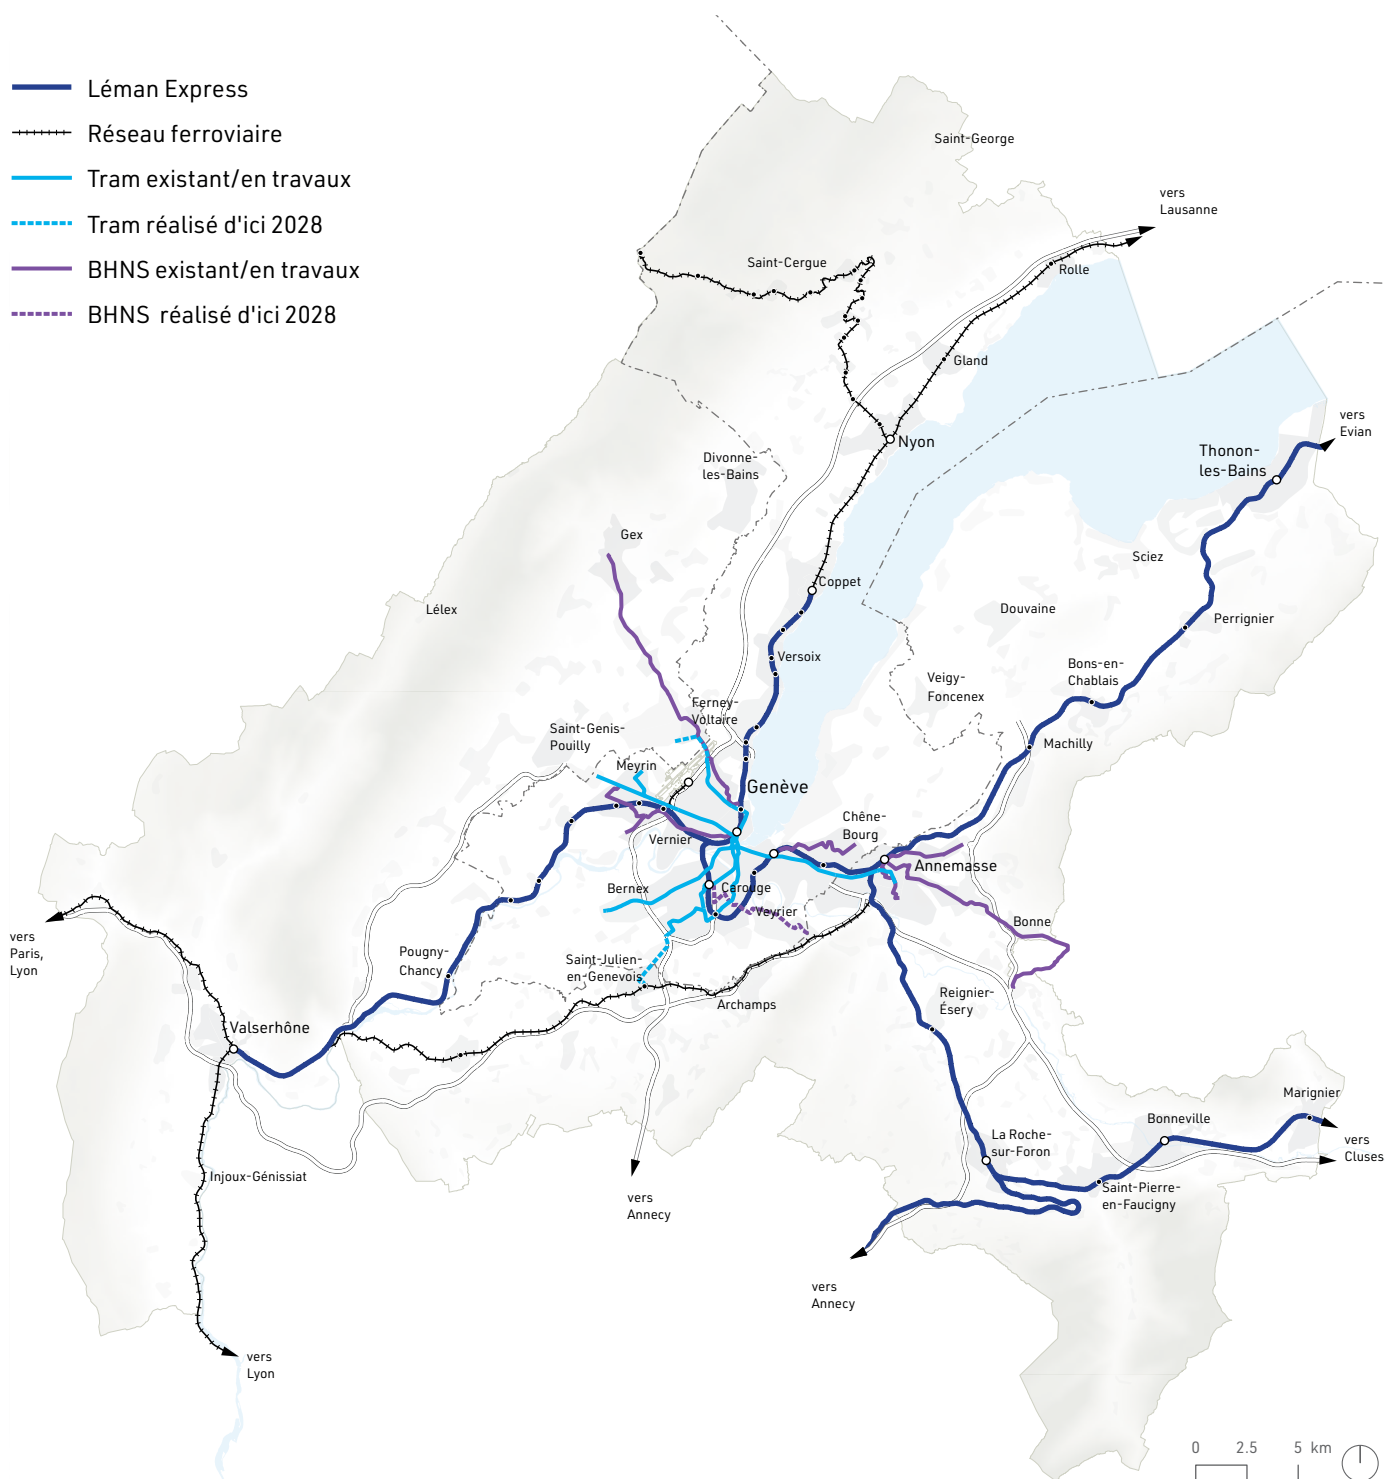 Léman Express
Réseau ferroviaire
Tram existant/en travaux
Tram réalisé d'ici 2028
BHNS existant/en travaux
BHNS réalisé d'ici 2028
Saint-George
vers
Lausanne
Saint-Cergue
Rolle
Gland
vers
Evian
Nyon
Thonon-
les-Bains
Divonne-
les-Bains
Gex
Sciez
Coppet
Lélex
Douvaine
Perrignier
Versoix
Bons-en-
Chablais
Veigy-
Foncenex
Ferney-
Voltaire
Saint-Genis-
Pouilly
Machilly
Meyrin
Genève
Chêne-
Bourg
Vernier
Annemasse
Bernex
Carouge
Veyrier
Bonne
vers
Paris,
Lyon
Pougny-
Chancy
Saint-Julien-
en-Genevois
Archamps
Reignier-
Ésery
Valserhône
Marignier
Bonneville
La Roche-
sur-Foron
vers
Cluses
Injoux-Génissiat
Saint-Pierre-
en-Faucigny
vers
Annecy
vers
Annecy
vers
Lyon
0 2.5 5 km